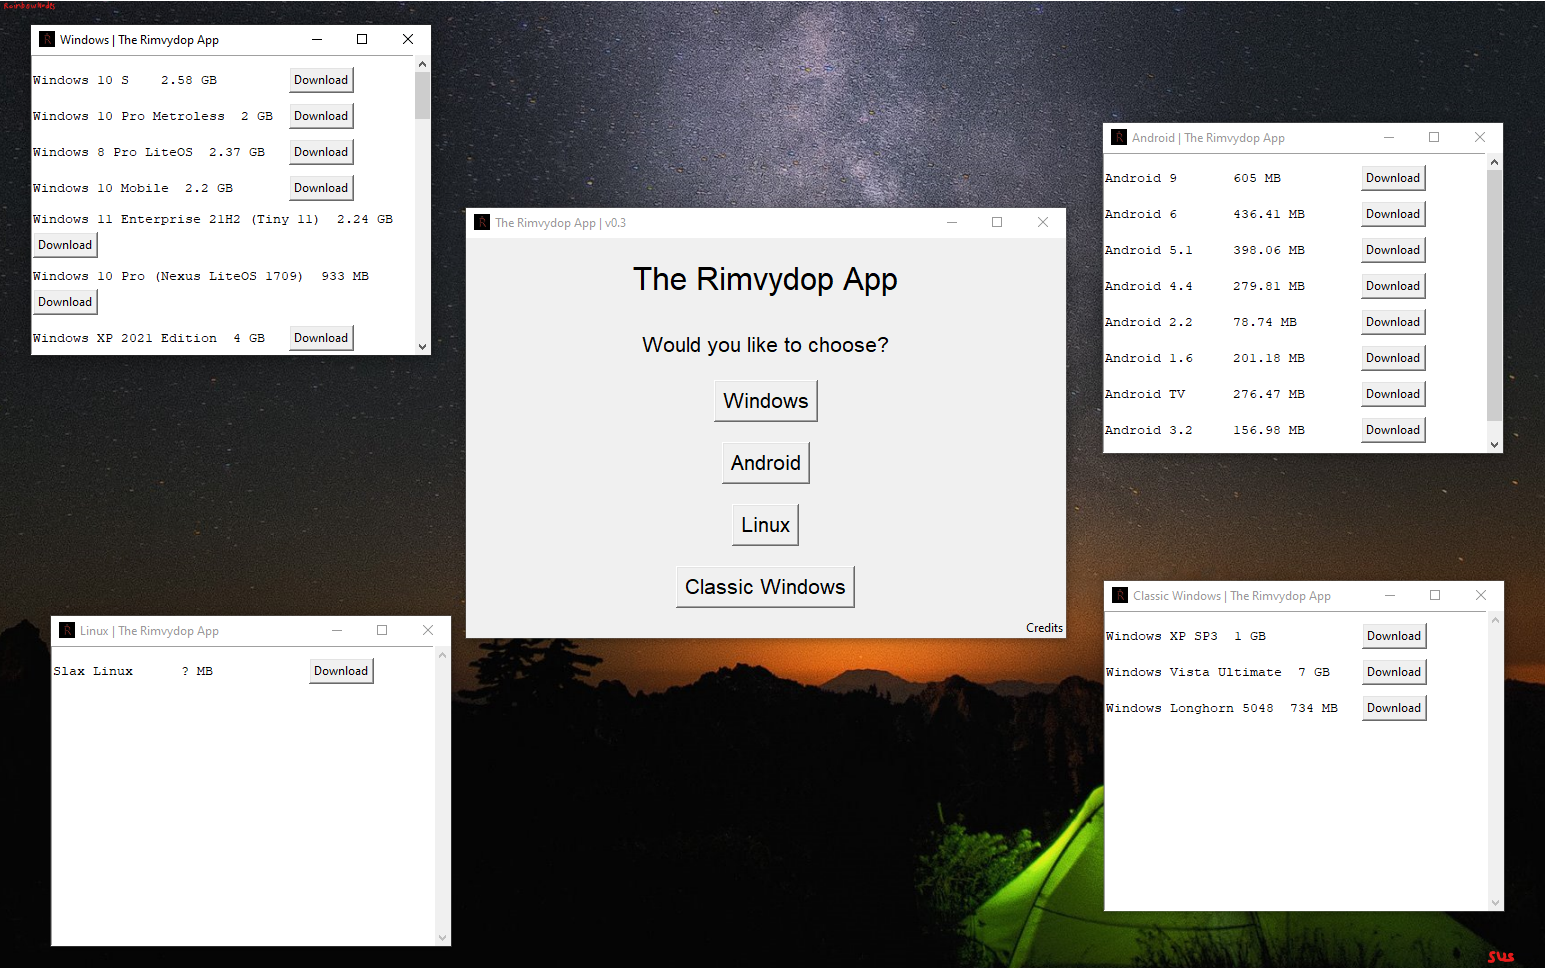 Rainbownerds
Windows | The Rimvydop App
Windows 10 S 2.58 GB Download
Windows 10 Pro Metroless 2 GB Download
Windows 8 Pro LiteOS 2.37 GB Download
Windows 10 Mobile 2.2 GB Download
Windows 11 Enterprise 21H2 (Tiny 11) 2.24 GB
Download
Windows 10 Pro (Nexus LiteOS 1709) 933 MB
Download
Windows XP 2021 Edition 4 GB Download
The Rimvydop App | v0.3
The Rimvydop App
Would you like to choose?
Windows
Android
Linux
Classic Windows
Credits
Android | The Rimvydop App
Android 9 605 MB Download
Android 6 436.41 MB Download
Android 5.1 398.06 MB Download
Android 4.4 279.81 MB Download
Android 2.2 78.74 MB Download
Android 1.6 201.18 MB Download
Android TV 276.47 MB Download
Android 3.2 156.98 MB Download
Linux | The Rimvydop App
Slax Linux ? MB Download
Classic Windows | The Rimvydop App
Windows XP SP3 1 GB Download
Windows Vista Ultimate 7 GB Download
Windows Longhorn 5048 734 MB Download
sus